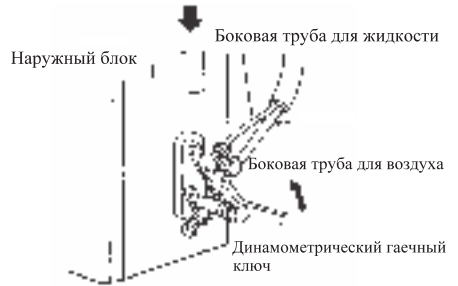 Боковая труба для жидкости
Наружный блок
Боковая труба для воздуха
Динамометрический гаечный
ключ